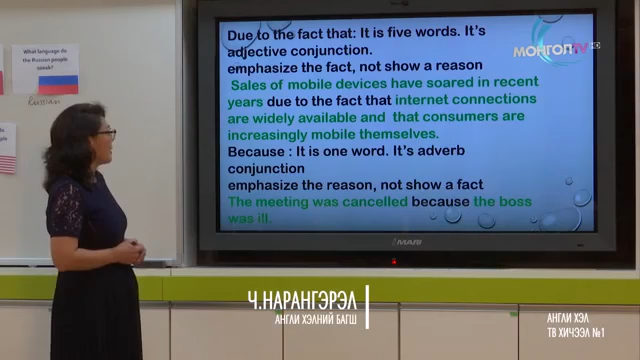 What language do
the Russian people
speak?
Russian
Due to the fact that: It is five words. It's
adjective conjunction.
emphasize the fact, not show a reason
Sales of mobile devices have soared in recent
years due to the fact that internet connections
are widely available and that consumers are
increasingly mobile themselves.
Because : It is one word. It's adverb
conjunction
emphasize the reason, not show a fact
The meeting was cancelled because the boss
was ill.
МОНГОЛ TV HD
Ч.НАРАНГЭРЭЛ
АНГЛИ ХЭЛНИЙ БАГШ
АНГЛИ ХЭЛ
ТВ ХИЧЭЭЛ №1